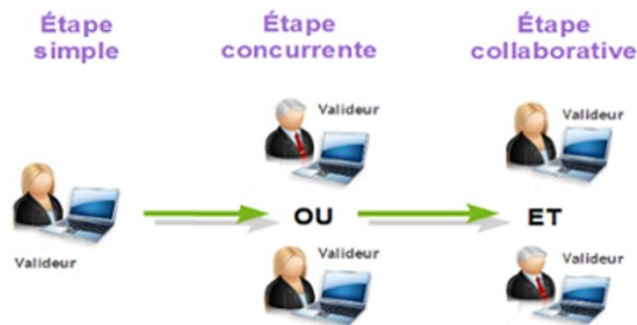 Étape
simple
Étape
concurrente
Étape
collaborative
Valideur
Valideur
Valideur
OU
ET
Valideur
Valideur